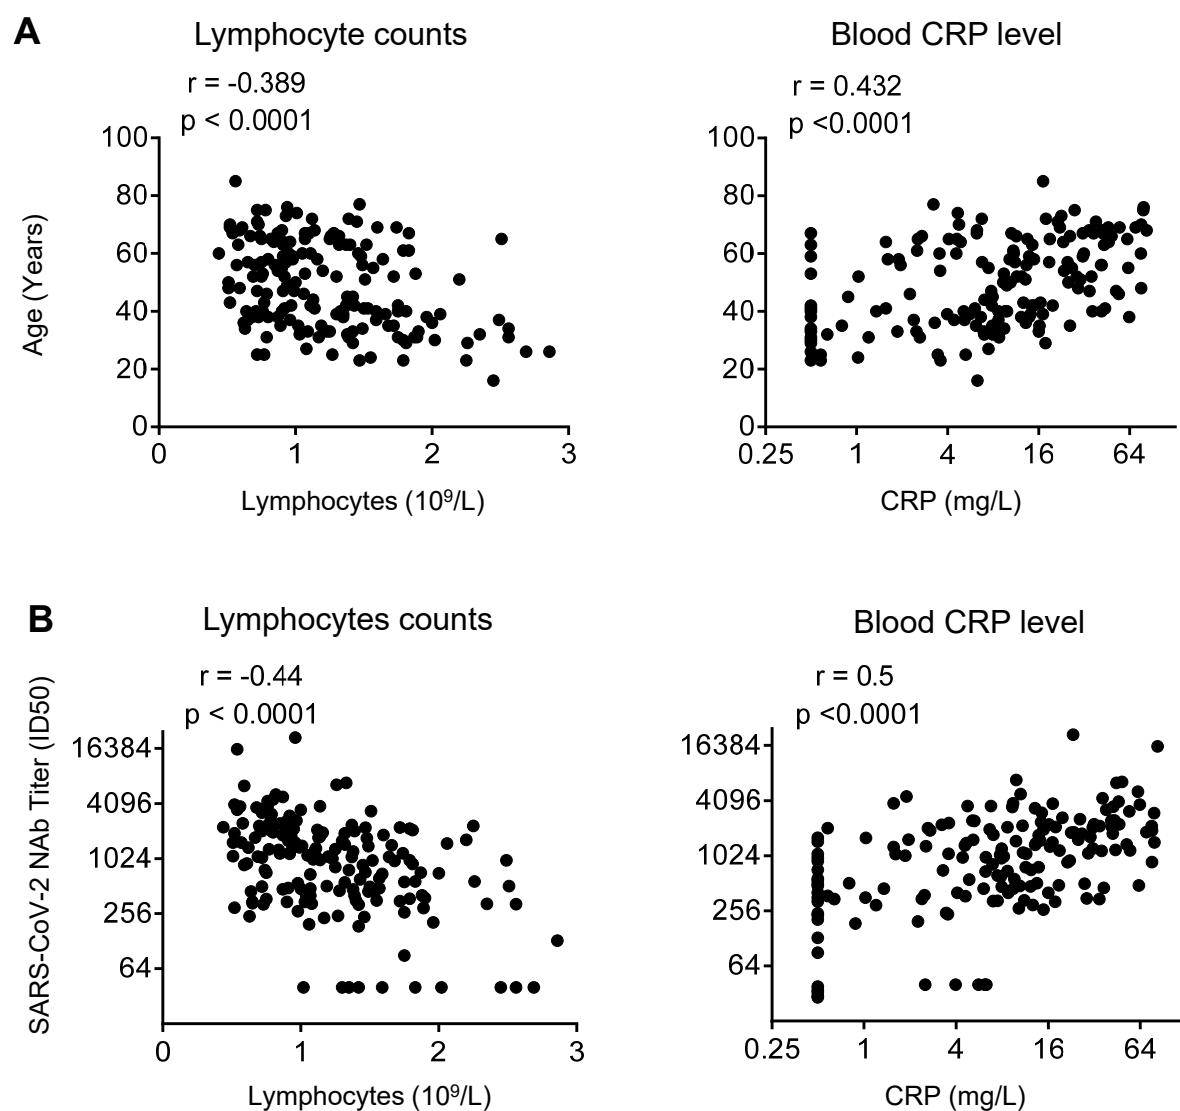 A
Lymphocyte counts
r = -0.389
p < 0.0001
100
80
60
40
20
0
Age (Years)
0 1 2 3
Lymphocytes (10⁹/L)
Blood CRP level
r = 0.432
p <0.0001
100
80
60
40
20
0
0.25 1 4 16 64
CRP (mg/L)
B
Lymphocytes counts
r = -0.44
p < 0.0001
16384
4096
1024
256
64
SARS-CoV-2 NAb Titer (ID50)
0 1 2 3
Lymphocytes (10⁹/L)
Blood CRP level
r = 0.5
p <0.0001
16384
4096
1024
256
64
0.25 1 4 16 64
CRP (mg/L)